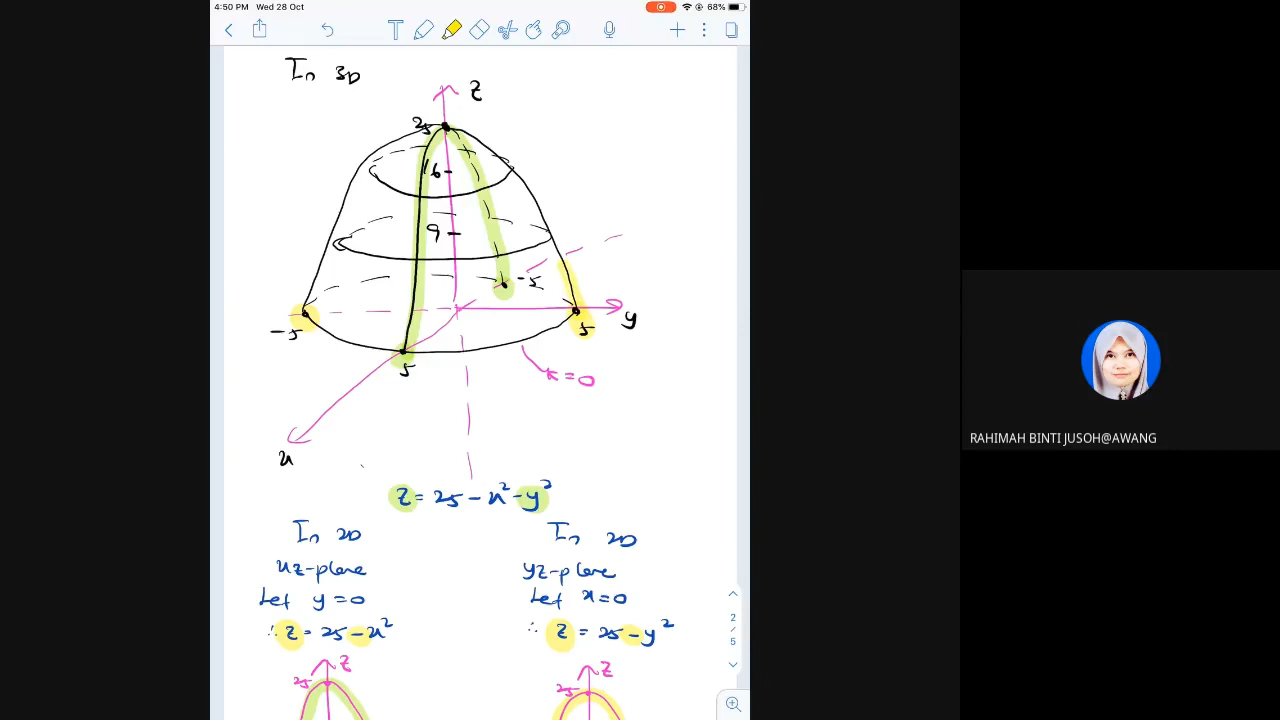 4:50 PM Wed 28 Oct
68%
In 3D
z
25
16
9
-5
-5
5
y
5
k=0
x
z = 25 - x² - y²
In 2D
In 2D
xz-plane
yz-plane
Let y=0
Let x=0
∴ z = 25 - x²
∴ z = 25 - y²
z
z
25
25
2
/
5
RAHIMAH BINTI JUSOH@AWANG